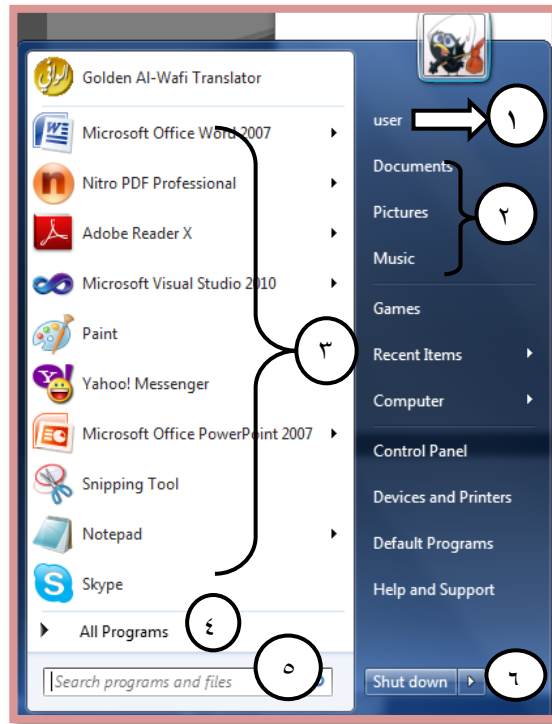 Golden Al-Wafi Translator
Microsoft Office Word 2007
Nitro PDF Professional
Adobe Reader X
Microsoft Visual Studio 2010
Paint
Yahoo! Messenger
Microsoft Office PowerPoint 2007
Snipping Tool
Notepad
Skype
All Programs
٤
Search programs and files
٥
٣
user
١
Documents
Pictures
٢
Music
Games
Recent Items
Computer
Control Panel
Devices and Printers
Default Programs
Help and Support
Shut down
٦